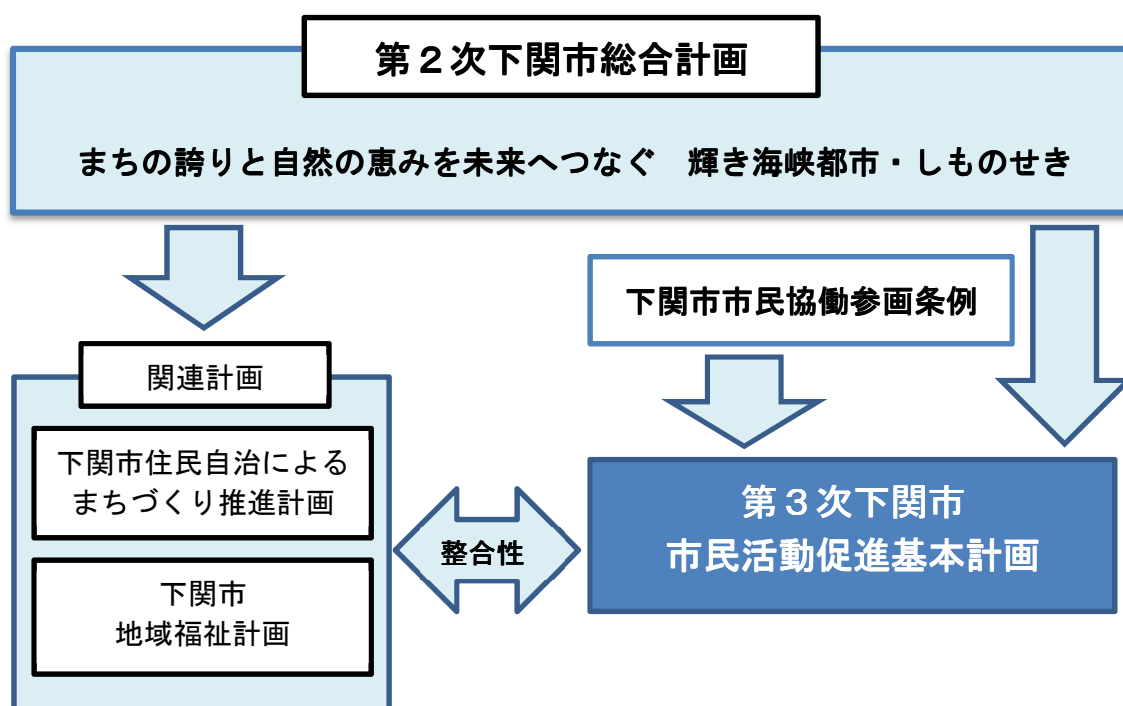 第２次下関市総合計画
まちの誇りと自然の恵みを未来へつなぐ　輝き海峡都市・しものせき
下関市市民協働参画条例
関連計画
下関市住民自治による
まちづくり推進計画
下関市
地域福祉計画
整合性
第３次下関市
市民活動促進基本計画